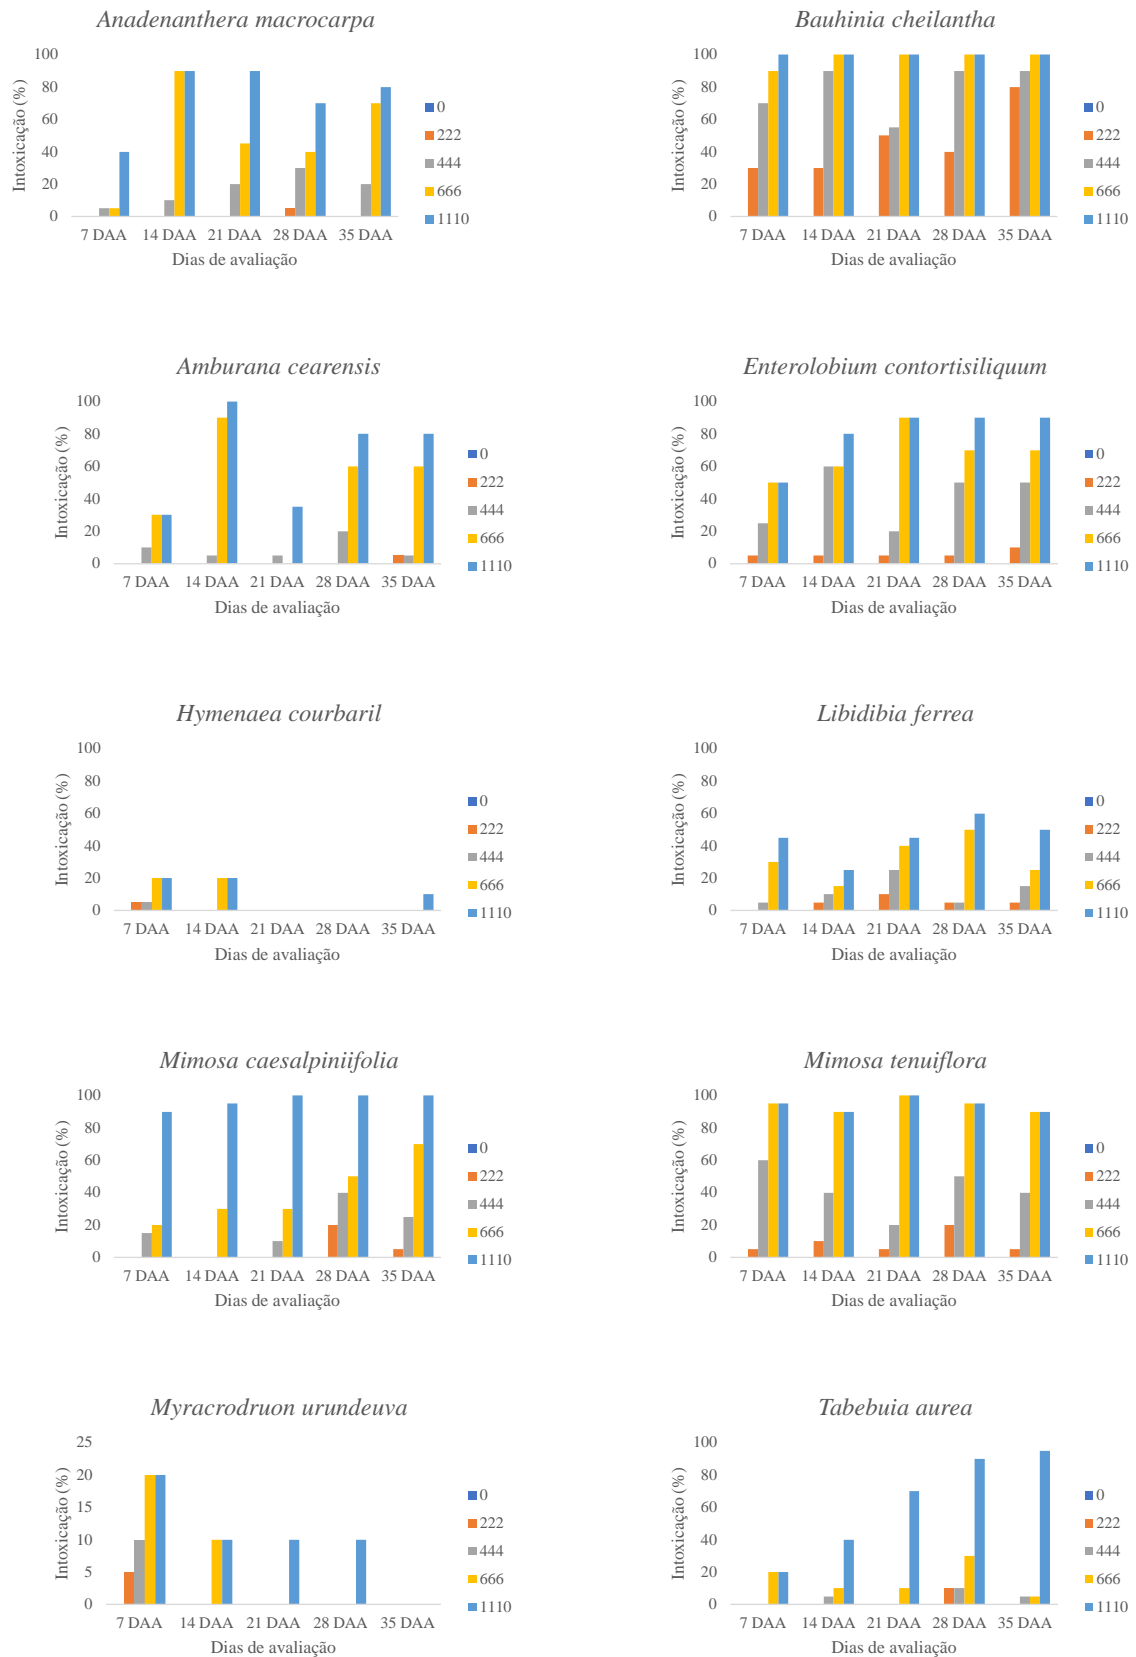 Anadenanthera macrocarpa
Intoxicação (%)
100
80
60
40
20
0
7 DAA 14 DAA 21 DAA 28 DAA 35 DAA
Dias de avaliação
0
222
444
666
1110
Bauhinia cheilantha
Intoxicação (%)
100
80
60
40
20
0
7 DAA 14 DAA 21 DAA 28 DAA 35 DAA
Dias de avaliação
0
222
444
666
1110
Amburana cearensis
Intoxicação (%)
100
80
60
40
20
0
7 DAA 14 DAA 21 DAA 28 DAA 35 DAA
Dias de avaliação
0
222
444
666
1110
Enterolobium contortisiliquum
Intoxicação (%)
100
80
60
40
20
0
7 DAA 14 DAA 21 DAA 28 DAA 35 DAA
Dias de avaliação
0
222
444
666
1110
Hymenaea courbaril
Intoxicação (%)
100
80
60
40
20
0
7 DAA 14 DAA 21 DAA 28 DAA 35 DAA
Dias de avaliação
0
222
444
666
1110
Libidibia ferrea
Intoxicação (%)
100
80
60
40
20
0
7 DAA 14 DAA 21 DAA 28 DAA 35 DAA
Dias de avaliação
0
222
444
666
1110
Mimosa caesalpiniifolia
Intoxicação (%)
100
80
60
40
20
0
7 DAA 14 DAA 21 DAA 28 DAA 35 DAA
Dias de avaliação
0
222
444
666
1110
Mimosa tenuiflora
Intoxicação (%)
100
80
60
40
20
0
7 DAA 14 DAA 21 DAA 28 DAA 35 DAA
Dias de avaliação
0
222
444
666
1110
Myracrodruon urundeuva
Intoxicação (%)
25
20
15
10
5
0
7 DAA 14 DAA 21 DAA 28 DAA 35 DAA
Dias de avaliação
0
222
444
666
1110
Tabebuia aurea
Intoxicação (%)
100
80
60
40
20
0
7 DAA 14 DAA 21 DAA 28 DAA 35 DAA
Dias de avaliação
0
222
444
666
1110